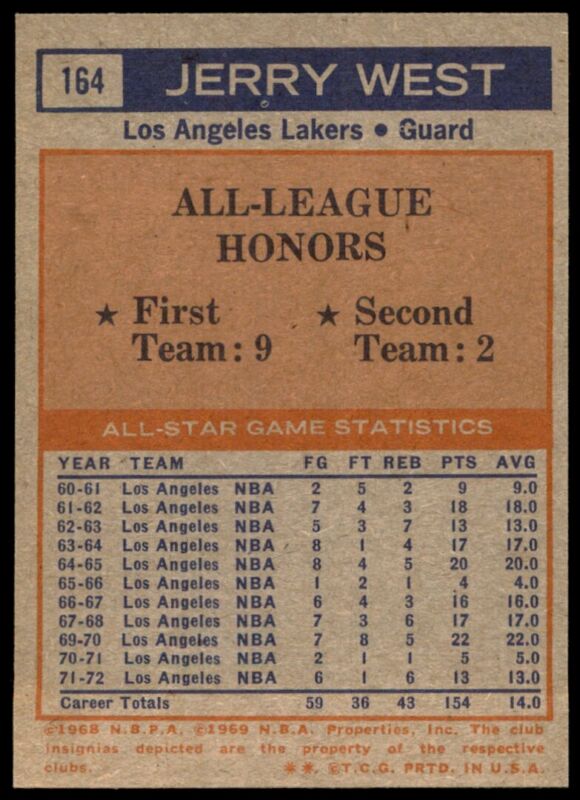 164 JERRY WEST
Los Angeles Lakers • Guard
ALL-LEAGUE
HONORS
★ First ★ Second
Team: 9 Team: 2
ALL-STAR GAME STATISTICS
YEAR TEAM FG FT REB PTS AVG
60-61 Los Angeles NBA 2 5 2 9 9.0
61-62 Los Angeles NBA 7 4 3 18 18.0
62-63 Los Angeles NBA 5 3 7 13 13.0
63-64 Los Angeles NBA 8 1 4 17 17.0
64-65 Los Angeles NBA 8 4 5 20 20.0
65-66 Los Angeles NBA 1 2 1 4 4.0
66-67 Los Angeles NBA 6 4 3 16 16.0
67-68 Los Angeles NBA 7 3 6 17 17.0
69-70 Los Angeles NBA 7 8 5 22 22.0
70-71 Los Angeles NBA 2 1 1 5 5.0
71-72 Los Angeles NBA 6 1 6 13 13.0
Career Totals 59 36 43 154 14.0
©1968 N.B.P.A. ©1969 N.B.A. Properties, Inc. The club
insignias depicted are the property of the respective
clubs. **. ©T.C.G. PRTD. IN U.S.A.